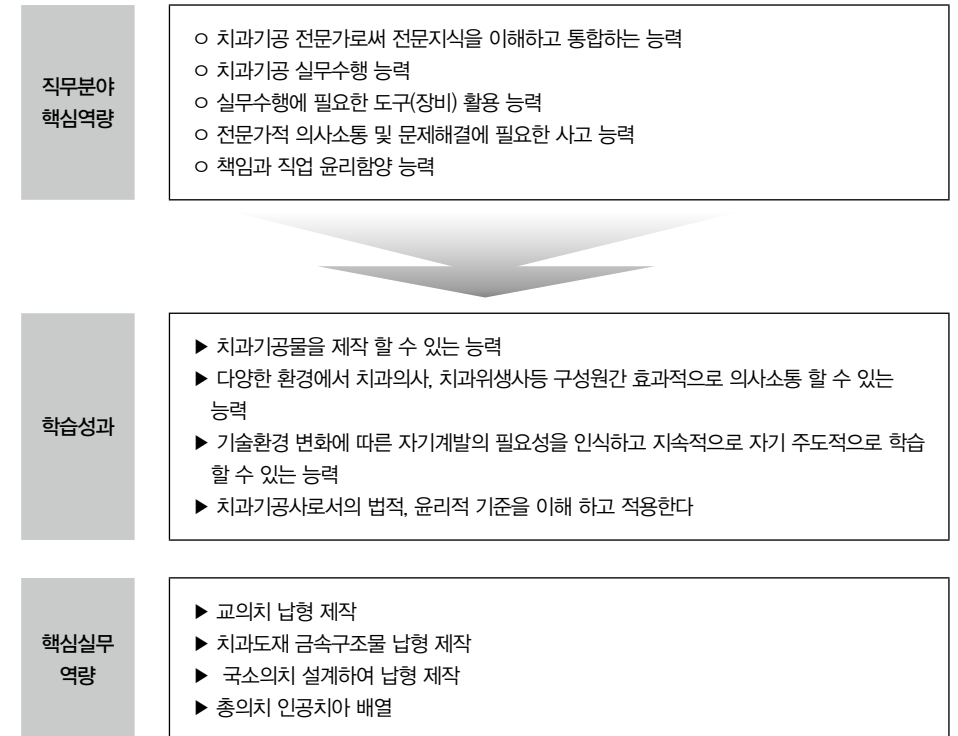 직무분야
핵심역량
ㅇ 치과기공 전문가로써 전문지식을 이해하고 통합하는 능력
ㅇ 치과기공 실무수행 능력
ㅇ 실무수행에 필요한 도구(장비) 활용 능력
ㅇ 전문가적 의사소통 및 문제해결에 필요한 사고 능력
ㅇ 책임과 직업 윤리함양 능력
학습성과
▶ 치과기공물을 제작 할 수 있는 능력
▶ 다양한 환경에서 치과의사, 치과위생사등 구성원간 효과적으로 의사소통 할 수 있는
능력
▶ 기술환경 변화에 따른 자기계발의 필요성을 인식하고 지속적으로 자기 주도적으로 학습
할 수 있는 능력
▶ 치과기공사로서의 법적, 윤리적 기준을 이해 하고 적용한다
핵심실무
역량
▶ 교의치 납형 제작
▶ 치과도재 금속구조물 납형 제작
▶ 국소의치 설계하여 납형 제작
▶ 총의치 인공치아 배열